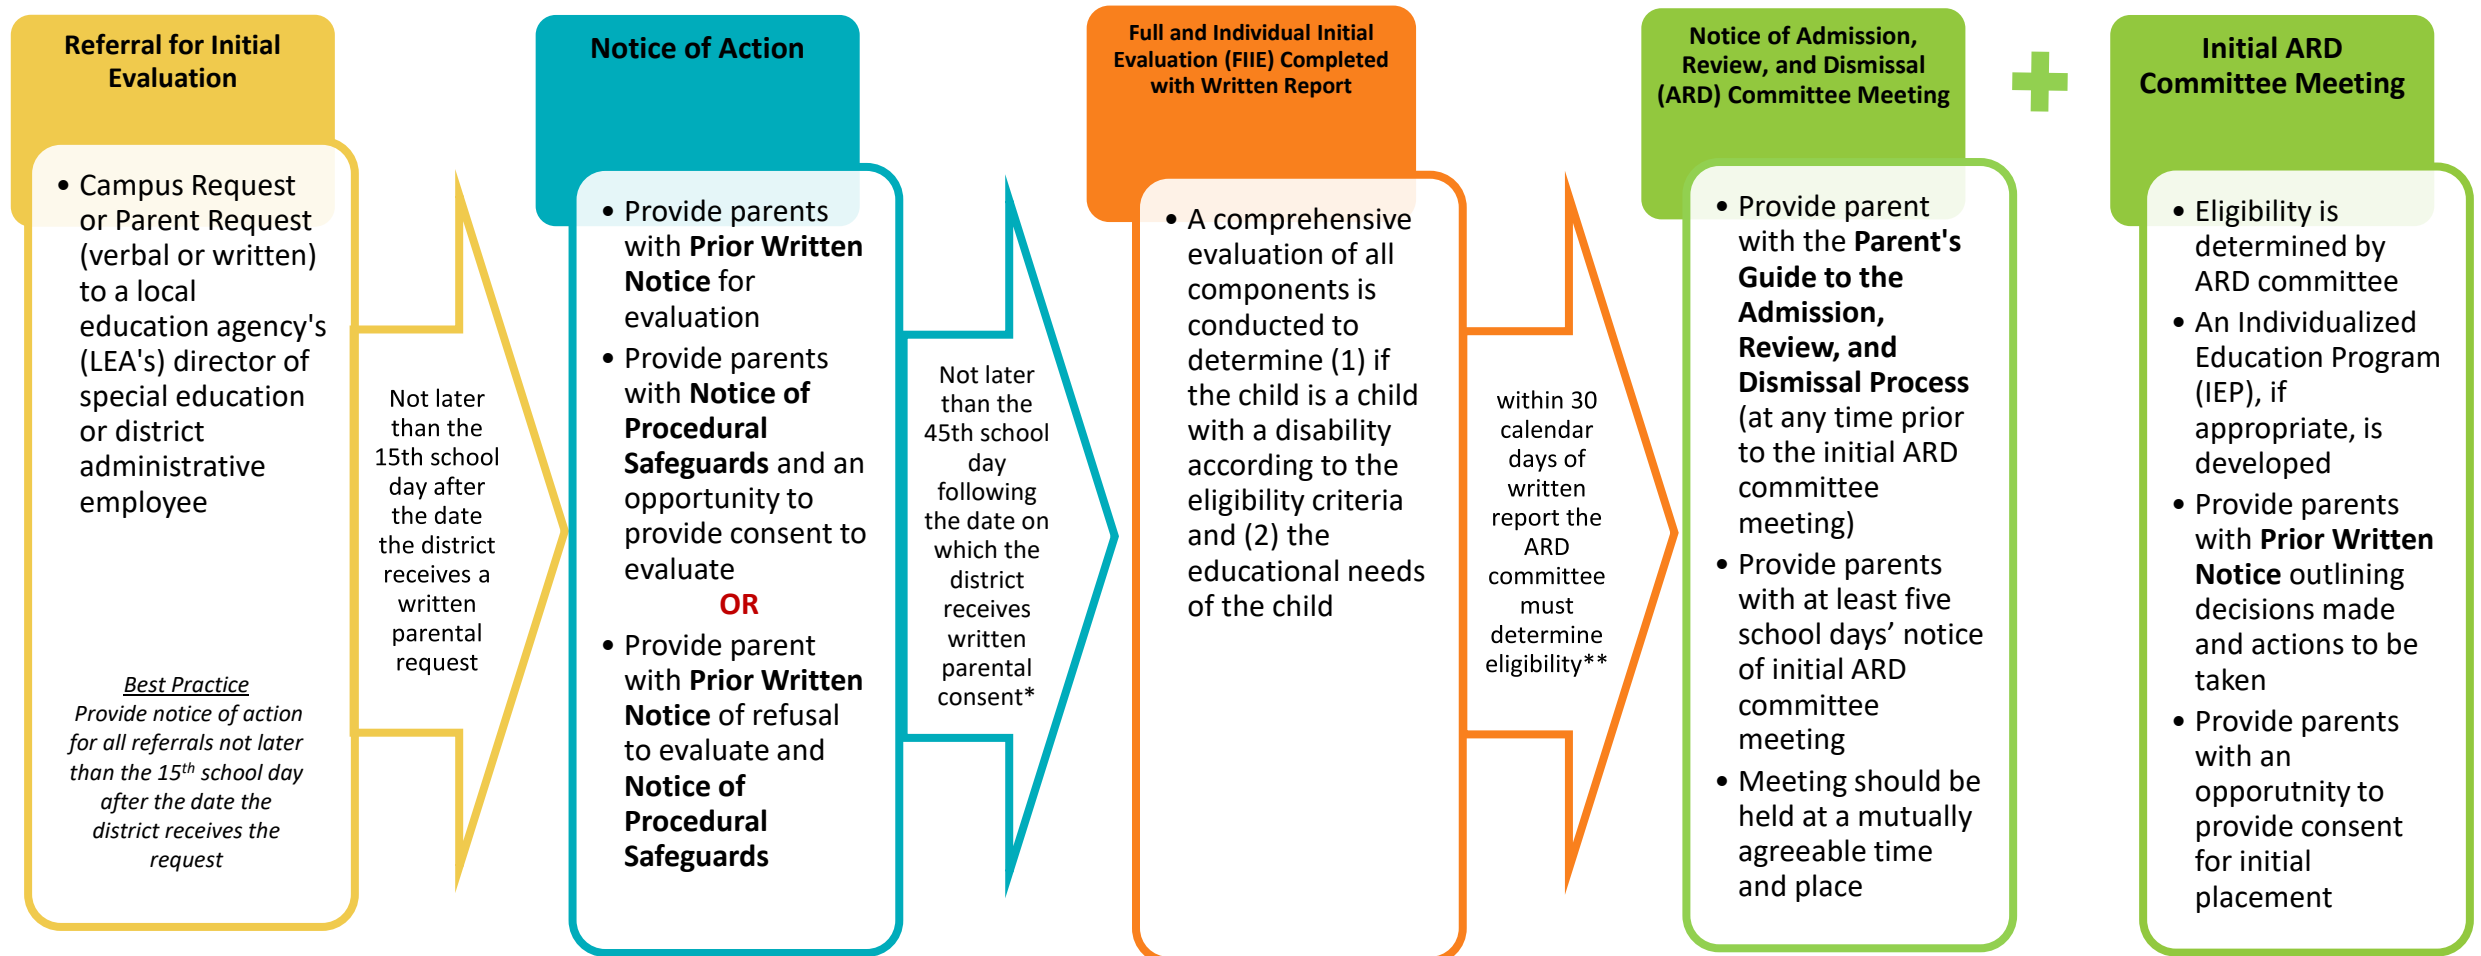 Referral for Initial
Evaluation
• Campus Request
or Parent Request
(verbal or written)
to a local
education agency's
(LEA's) director of
special education
or district
administrative
employee
Best Practice
Provide notice of action
for all referrals not later
than the 15th school day
after the date the
district receives the
request
Not later
than the
15th school
day after
the date
the district
receives a
written
parental
request
Notice of Action
• Provide parents
with Prior Written
Notice for
evaluation
• Provide parents
with Notice of
Procedural
Safeguards and an
opportunity to
provide consent to
evaluate
OR
• Provide parent
with Prior Written
Notice of refusal
to evaluate and
Notice of
Procedural
Safeguards
Not later
than the
45th school
day
following
the date on
which the
district
receives
written
parental
consent*
Full and Individual Initial
Evaluation (FIIE) Completed
with Written Report
• A comprehensive
evaluation of all
components is
conducted to
determine (1) if
the child is a child
with a disability
according to the
eligibility criteria
and (2) the
educational needs
of the child
within 30
calendar
days of
written
report the
ARD
committee
must
determine
eligibility**
Notice of Admission,
Review, and Dismissal
(ARD) Committee Meeting
• Provide parent
with the Parent's
Guide to the
Admission,
Review, and
Dismissal Process
(at any time prior
to the initial ARD
committee
meeting)
• Provide parents
with at least five
school days’ notice
of initial ARD
committee
meeting
• Meeting should be
held at a mutually
agreeable time
and place
Initial ARD
Committee Meeting
• Eligibility is
determined by
ARD committee
• An Individualized
Education Program
(IEP), if
appropriate, is
developed
• Provide parents
with Prior Written
Notice outlining
decisions made
and actions to be
taken
• Provide parents
with an
opporutnity to
provide consent
for initial
placement